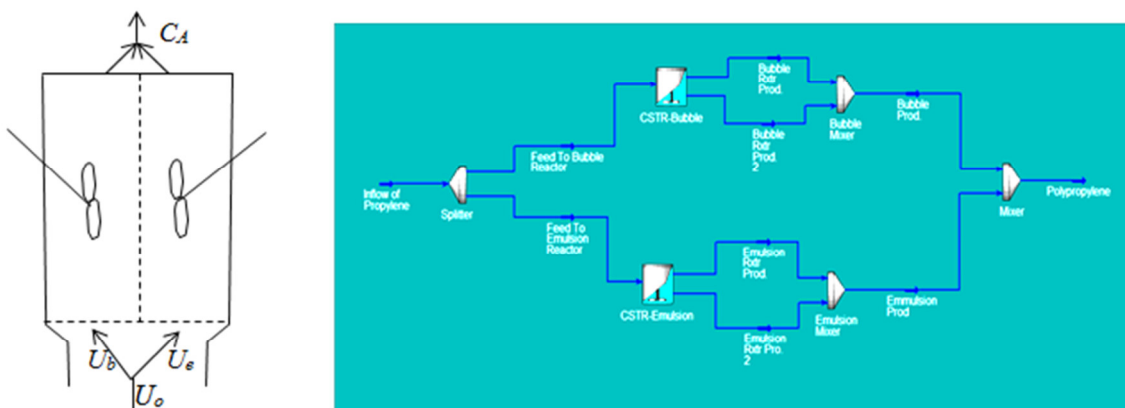 C_A
U_b
U_e
U_o
Inflow of
Propylene
Splitter
Feed To Bubble
Reactor
Feed To
Emulsion
Reactor
1
CSTR-Bubble
Bubble
Rxtr
Prod.
Bubble
Rxtr
Prod
2
Bubble
Mixer
Bubble
Prod.
1
CSTR-Emulsion
Emulsion
Rxtr
Prod.
Emulsion
Rxtr Pro.
2
Emulsion
Mixer
Emmulsion
Prod
Mixer
Polypropylene